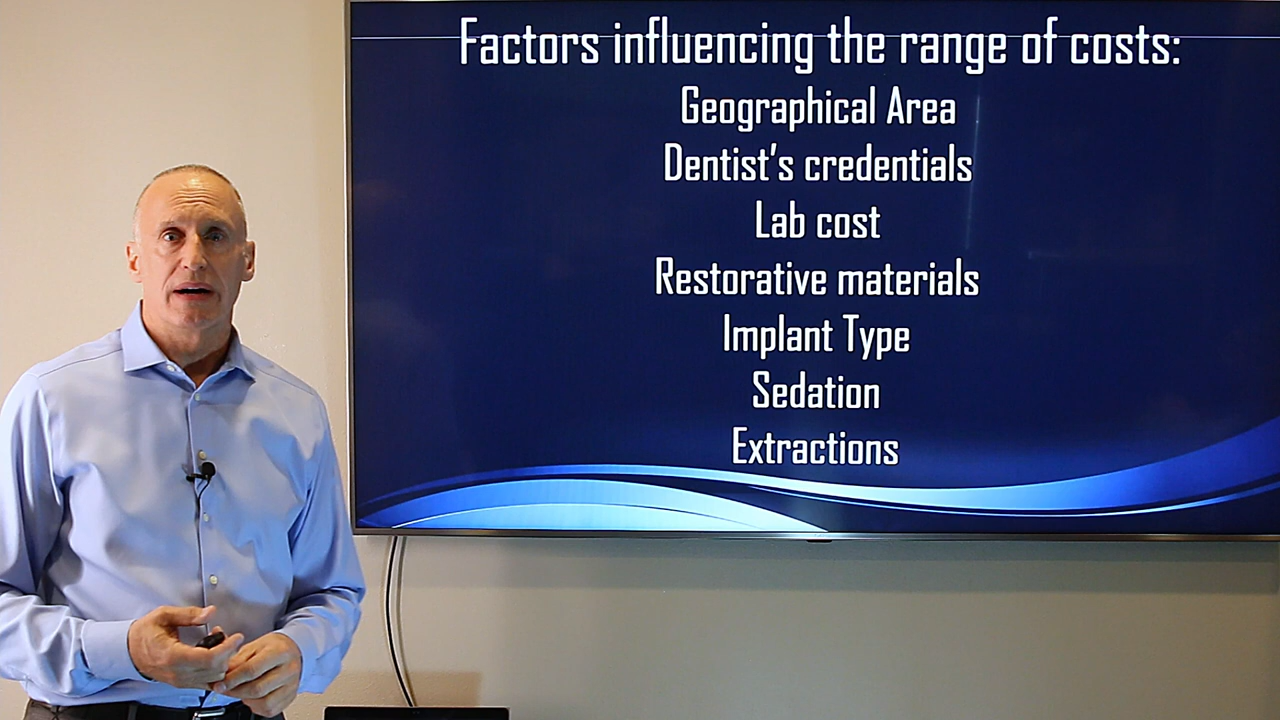 Factors influencing the range of costs:
Geographical Area
Dentist's credentials
Lab cost
Restorative materials
Implant Type
Sedation
Extractions